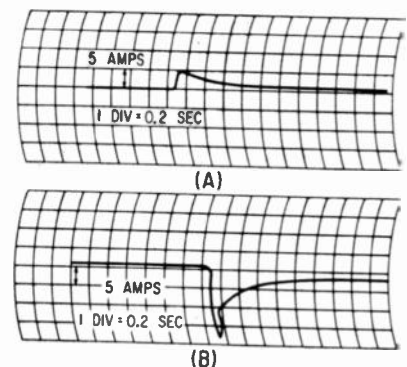 5 AMPS
1 DIV = 0.2 SEC
(A)
5 AMPS
1 DIV = 0.2 SEC
(B)